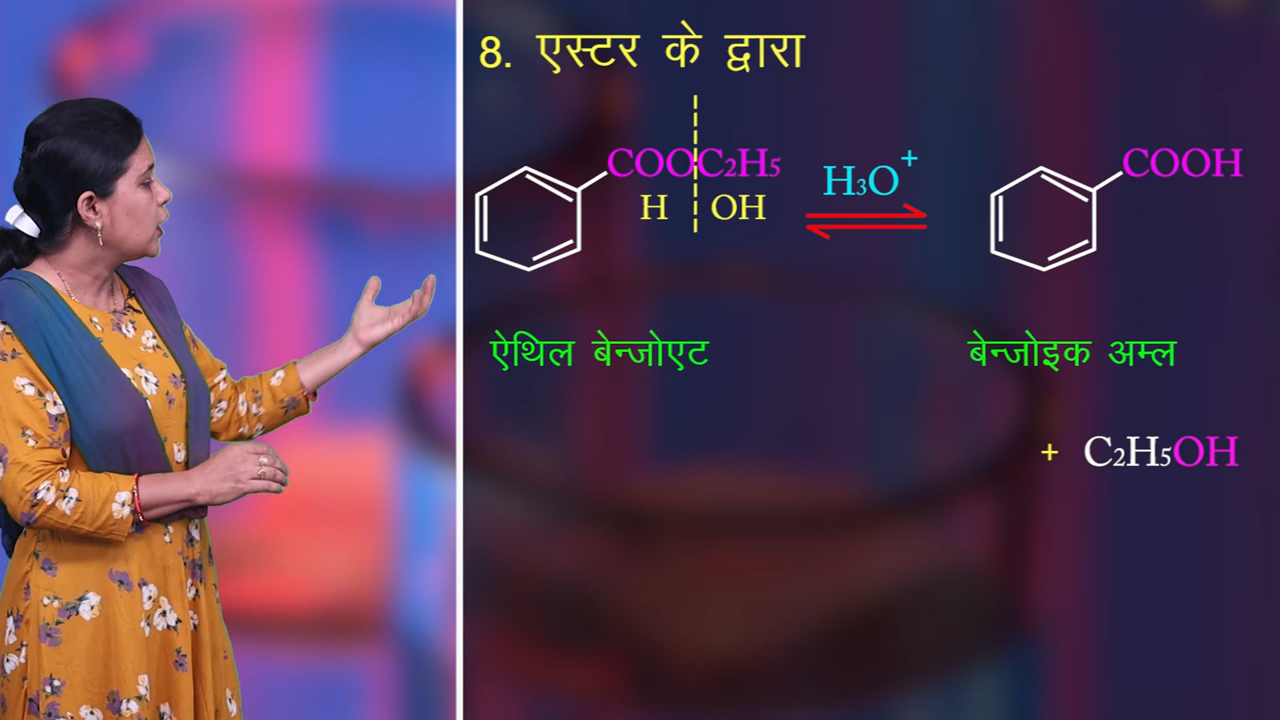 8. एस्टर के द्वारा
COOC₂H₅ H₃O⁺ COOH
H OH
ऐथिल बेन्जोएट बेन्जोइक अम्ल
+ C₂H₅OH